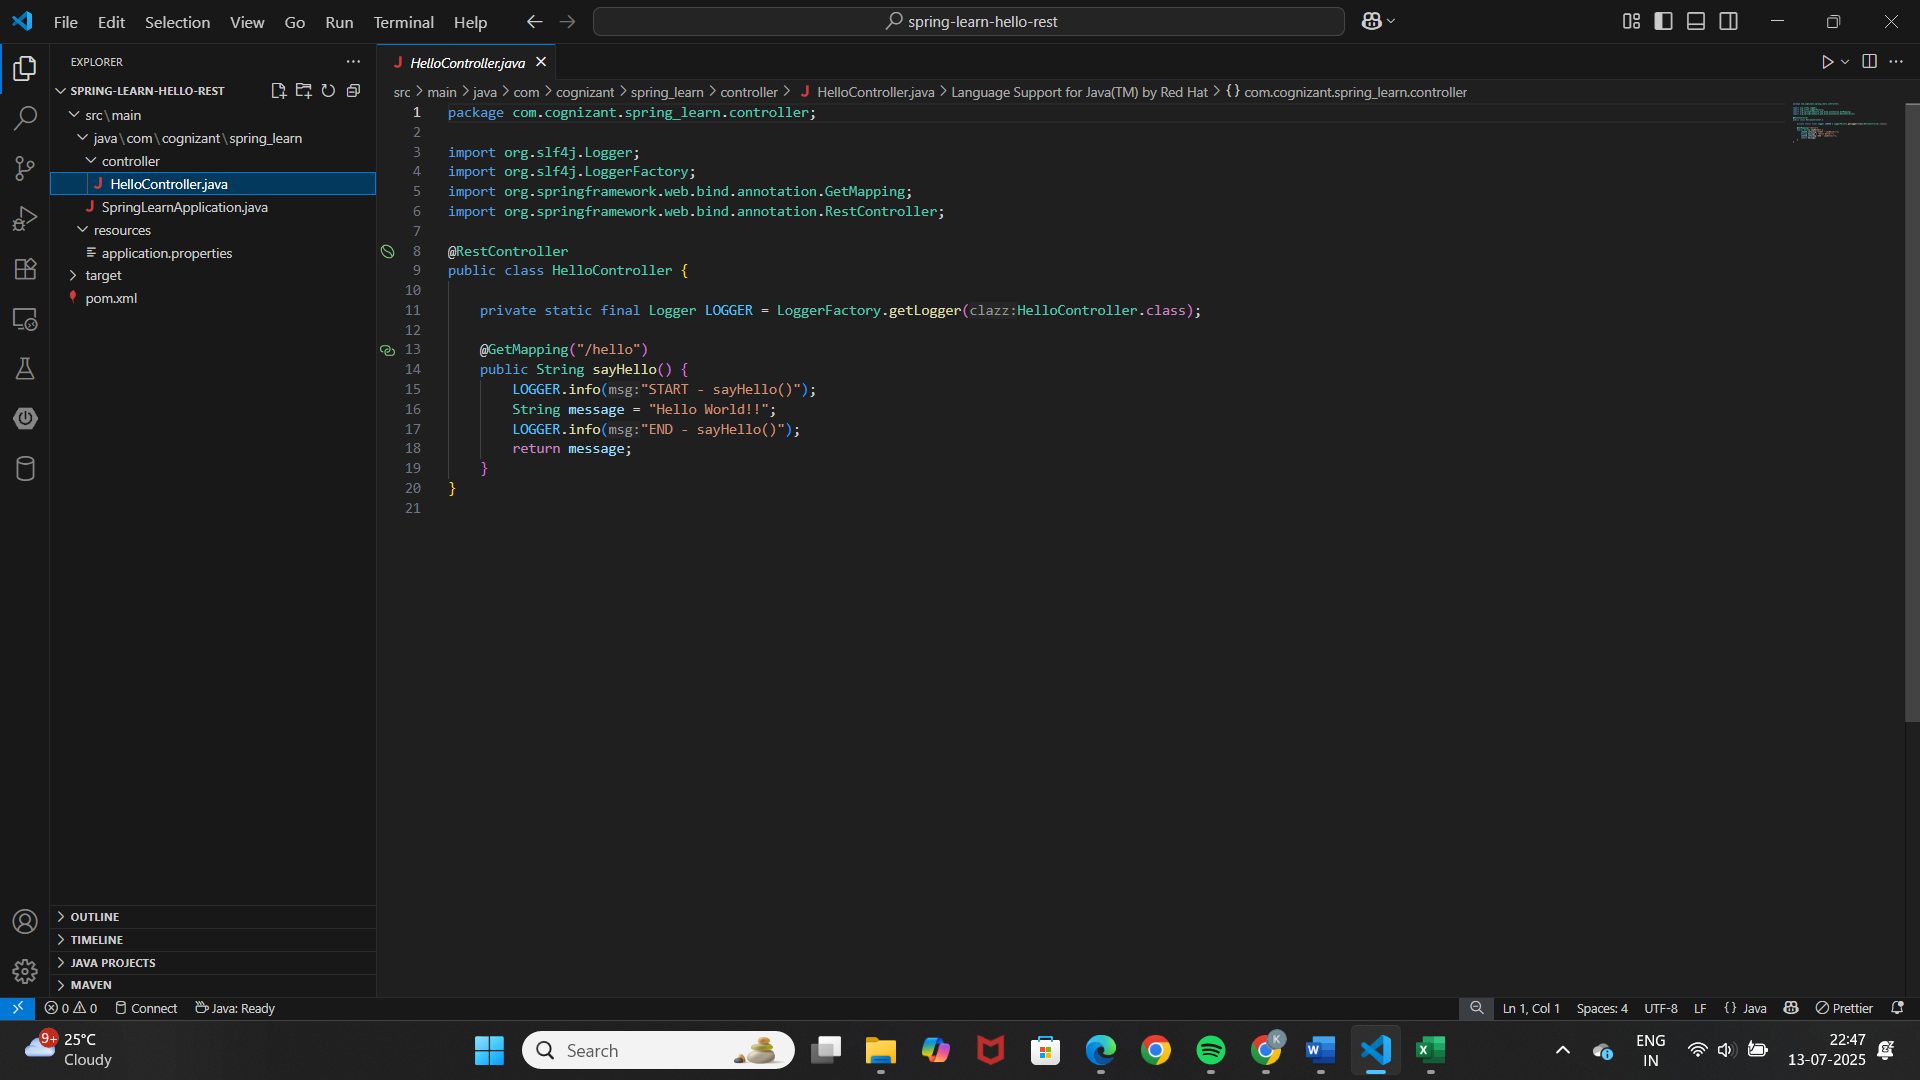 File Edit Selection View Go Run Terminal Help
spring-learn-hello-rest
EXPLORER
SPRING-LEARN-HELLO-REST
src\main
java\com\cognizant\spring_learn
controller
HelloController.java
SpringLearnApplication.java
resources
application.properties
target
pom.xml
OUTLINE
TIMELINE
JAVA PROJECTS
MAVEN
HelloController.java
src > main > java > com > cognizant > spring_learn > controller > HelloController.java > Language Support for Java(TM) by Red Hat > {} com.cognizant.spring_learn.controller
1 package com.cognizant.spring_learn.controller;
2
3 import org.slf4j.Logger;
4 import org.slf4j.LoggerFactory;
5 import org.springframework.web.bind.annotation.GetMapping;
6 import org.springframework.web.bind.annotation.RestController;
7
8 @RestController
9 public class HelloController {
10
11 private static final Logger LOGGER = LoggerFactory.getLogger(clazz:HelloController.class);
12
13 @GetMapping("/hello")
14 public String sayHello() {
15 LOGGER.info(msg:"START - sayHello()");
16 String message = "Hello World!!";
17 LOGGER.info(msg:"END - sayHello()");
18 return message;
19 }
20 }
21
0 0 Connect Java: Ready
Ln 1, Col 1 Spaces: 4 UTF-8 LF {} Java Prettier
9+ 25°C
Cloudy
Search
ENG
IN
22:47
13-07-2025